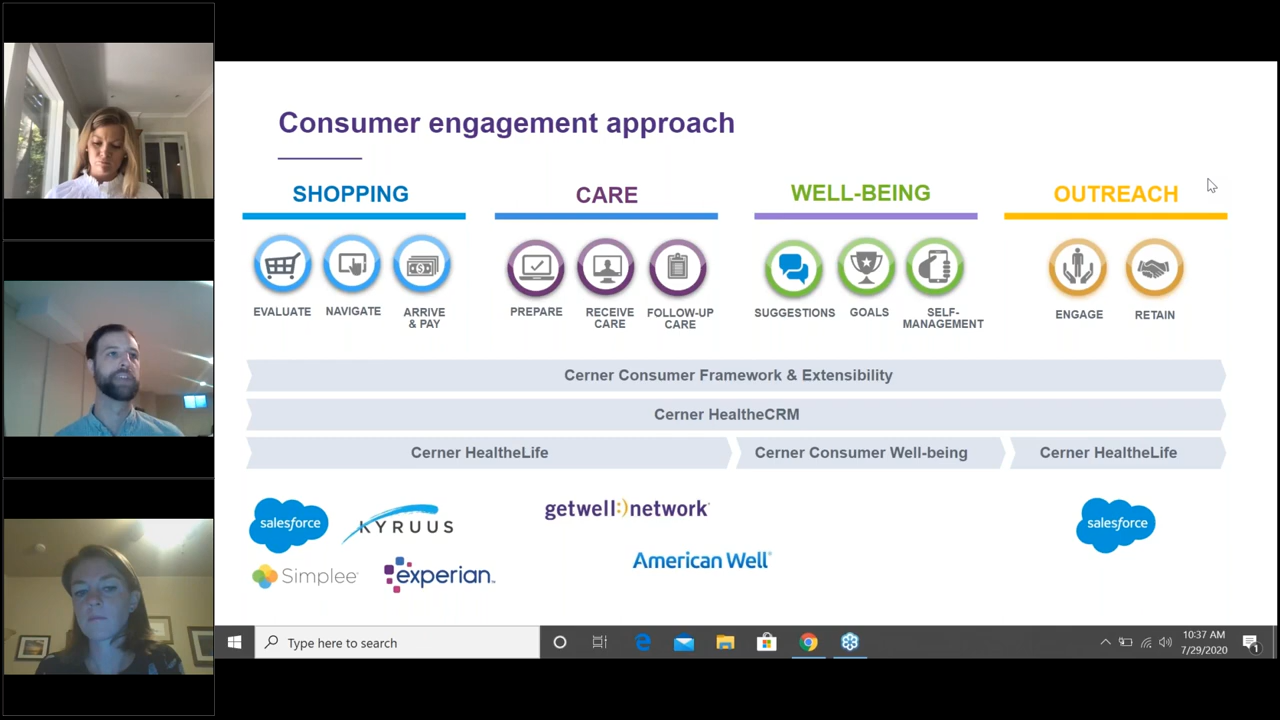 Consumer engagement approach
SHOPPING
CARE
WELL-BEING
OUTREACH
EVALUATE
NAVIGATE
ARRIVE
& PAY
PREPARE
RECEIVE
CARE
FOLLOW-UP
CARE
SUGGESTIONS
GOALS
SELF-
MANAGEMENT
ENGAGE
RETAIN
Cerner Consumer Framework & Extensibility
Cerner HealtheCRM
Cerner HealtheLife
Cerner Consumer Well-being
Cerner HealtheLife
salesforce
KYRUUS
getwell:)network
salesforce
Simplee
experian
American Well
Type here to search
10:37 AM
7/29/2020
1